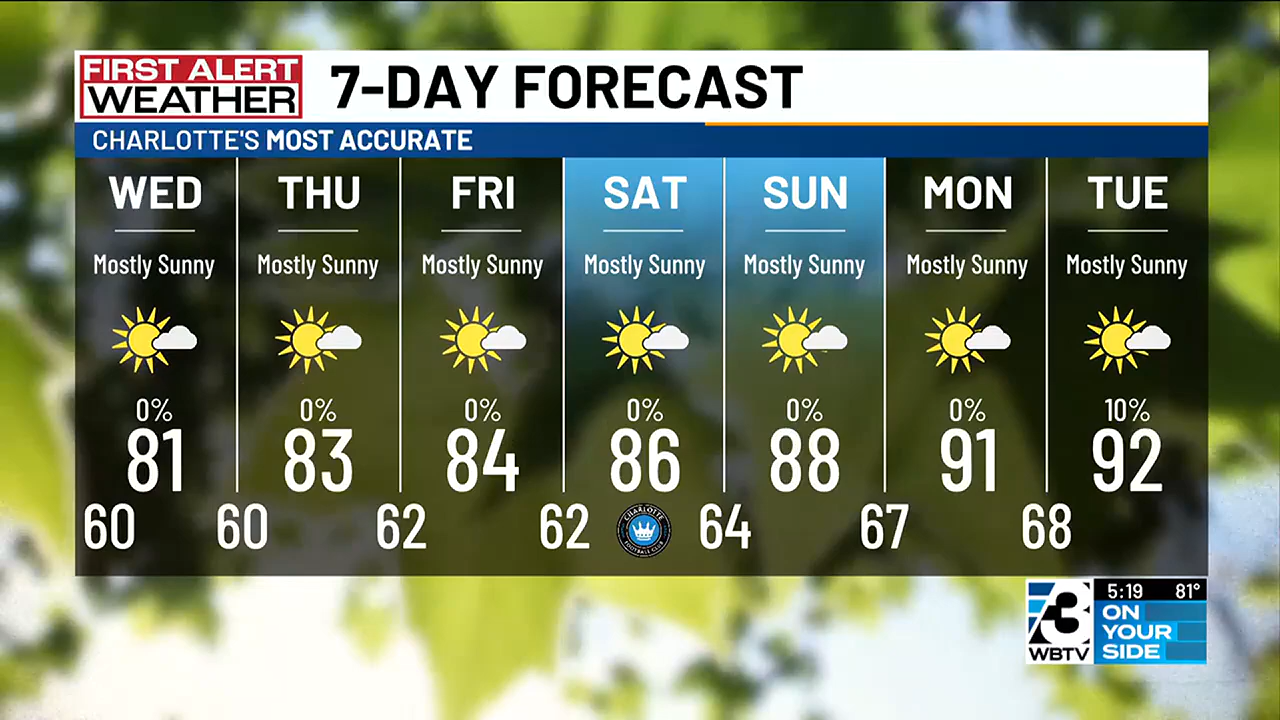 FIRST ALERT
WEATHER
7-DAY FORECAST
CHARLOTTE'S MOST ACCURATE
WED THU FRI SAT SUN MON TUE
Mostly Sunny Mostly Sunny Mostly Sunny Mostly Sunny Mostly Sunny Mostly Sunny Mostly Sunny
0% 0% 0% 0% 0% 0% 10%
81 83 84 86 88 91 92
60 60 62 62 64 67 68
CHARLOTTE
FOOTBALL CLUB
3
WBTV
5:19 81°
ON
YOUR
SIDE